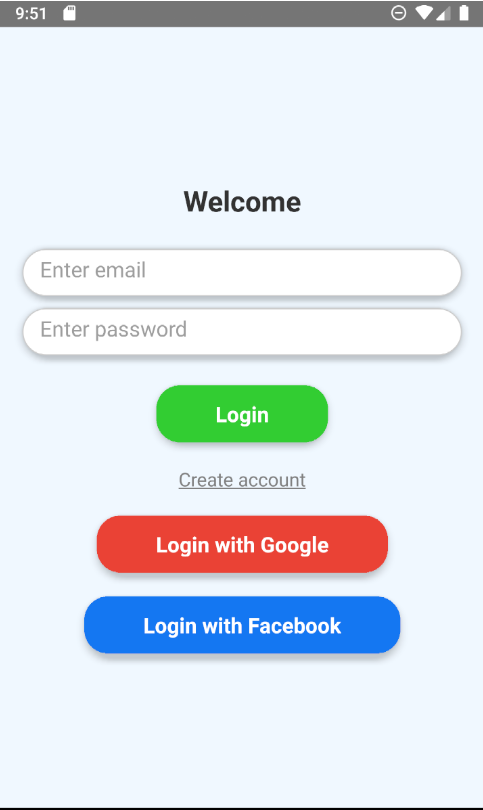 9:51
Welcome
Enter email
Enter password
Login
Create account
Login with Google
Login with Facebook